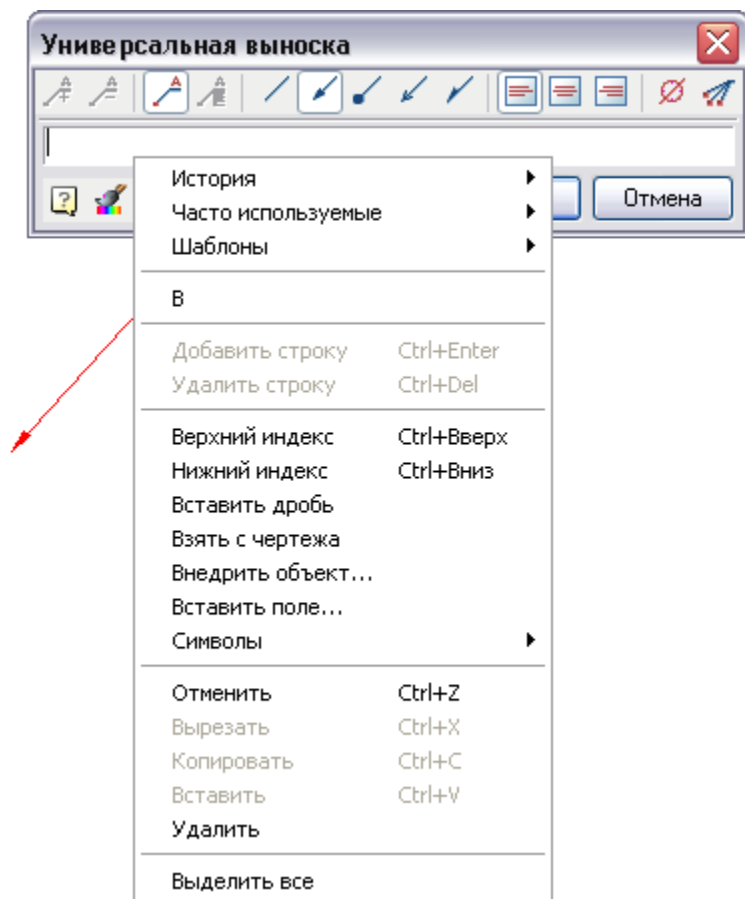 Универсальная выноска
Отмена
История
Часто используемые
Шаблоны
В
Добавить строку Ctrl+Enter
Удалить строку Ctrl+Del
Верхний индекс Ctrl+Вверх
Нижний индекс Ctrl+Вниз
Вставить дробь
Взять с чертежа
Внедрить объект...
Вставить поле...
Символы
Отменить Ctrl+Z
Вырезать Ctrl+X
Копировать Ctrl+C
Вставить Ctrl+V
Удалить
Выделить все